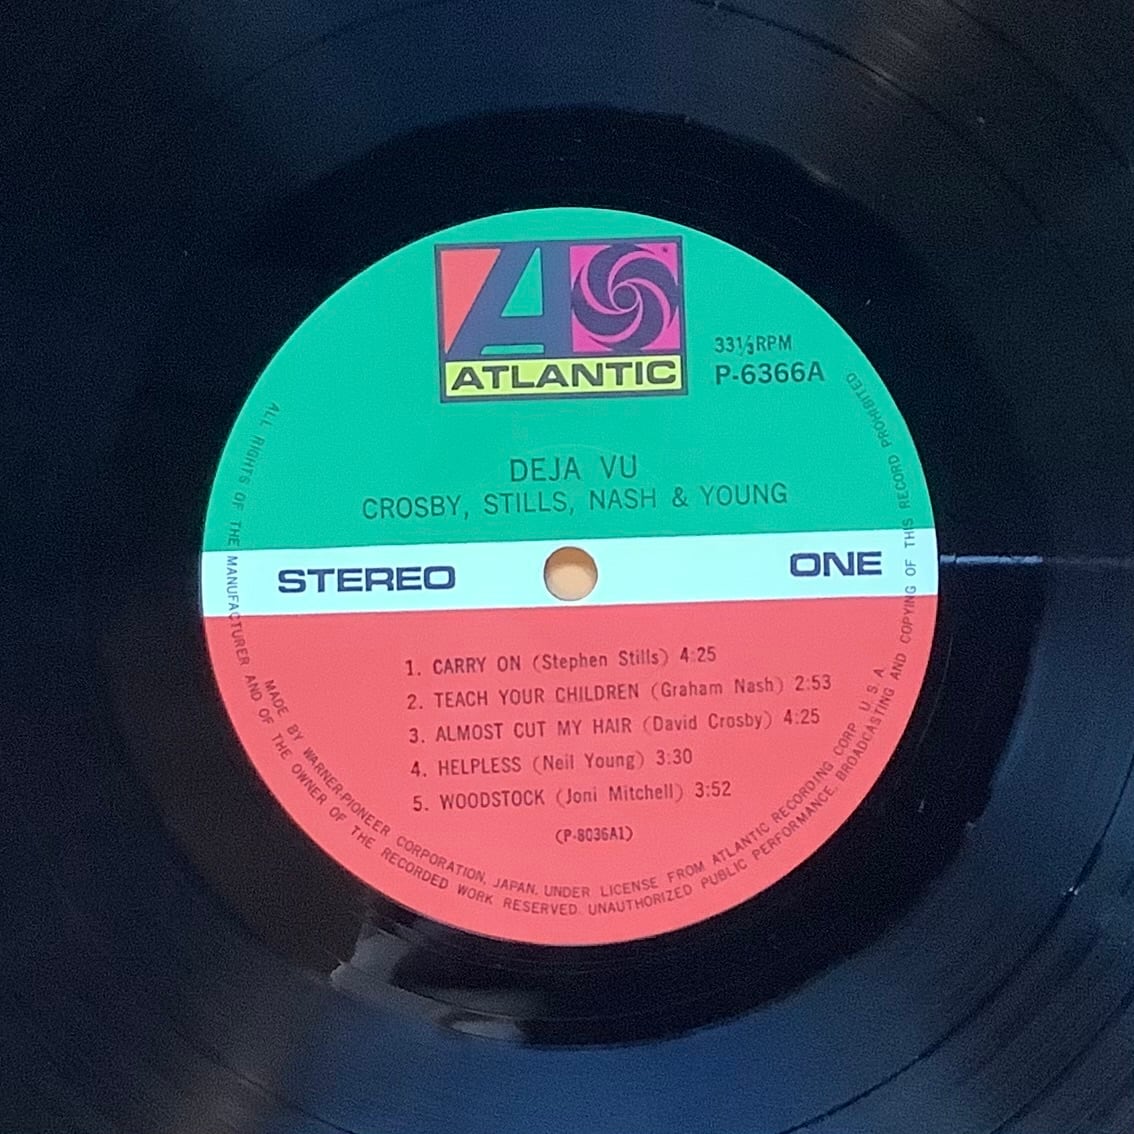 ATLANTIC
33⅓RPM
P-6366A
DEJA VU
CROSBY, STILLS, NASH & YOUNG
STEREO
ONE
1. CARRY ON (Stephen Stills) 4:25
2. TEACH YOUR CHILDREN (Graham Nash) 2:53
3. ALMOST CUT MY HAIR (David Crosby) 4:25
4. HELPLESS (Neil Young) 3:30
5. WOODSTOCK (Joni Mitchell) 3:52
(P-8036A1)
MADE BY WARNER-PIONEER CORPORATION, JAPAN, UNDER LICENSE FROM ATLANTIC RECORDING CORP. U.S.A.
ALL RIGHTS OF THE MANUFACTURER AND OF THE OWNER OF THE RECORDED WORK RESERVED. UNAUTHORIZED PUBLIC PERFORMANCE, BROADCASTING AND COPYING OF THIS RECORD PROHIBITED.